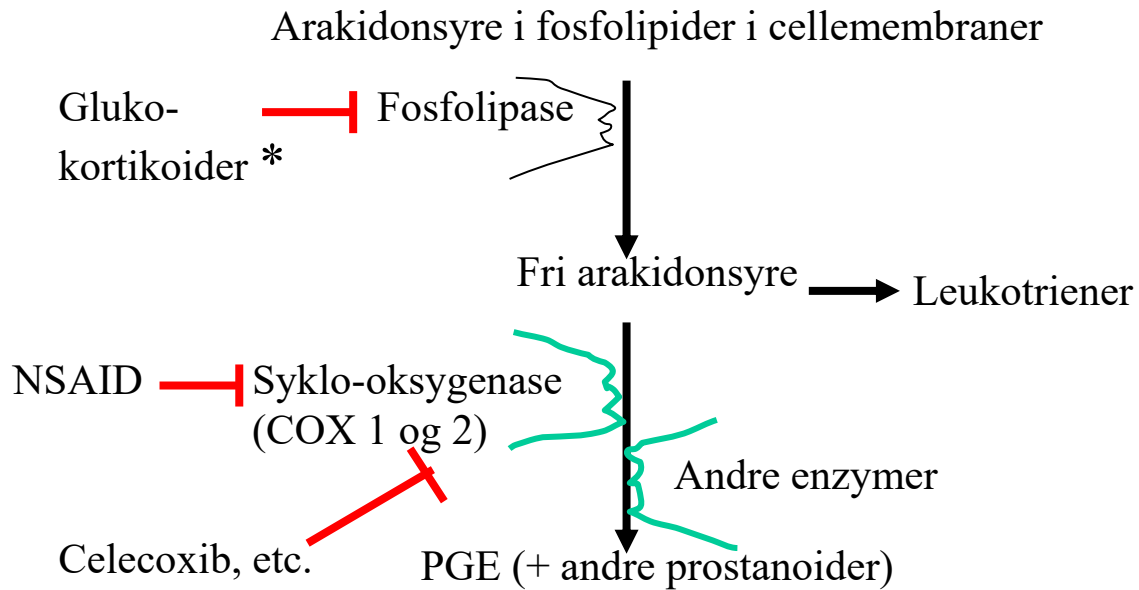 Arakidonsyre i fosfolipider i cellemembraner
Gluko-
kortikoider *
Fosfolipase
Fri arakidonsyre
Leukotriener
NSAID
Syklo-oksygenase
(COX 1 og 2)
Andre enzymer
Celecoxib, etc.
PGE (+ andre prostanoider)